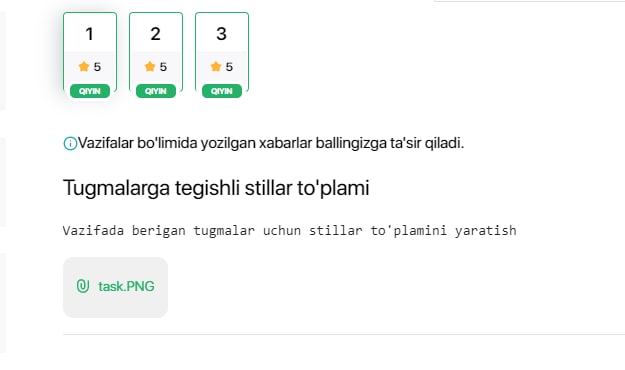 1 2 3
5 5 5
QIYIN QIYIN QIYIN
Vazifalar bo'limida yozilgan xabarlar ballingizga ta'sir qiladi.
Tugmalarga tegishli stillar to'plami
Vazifada berigan tugmalar uchun stillar to'plamini yaratish
task.PNG